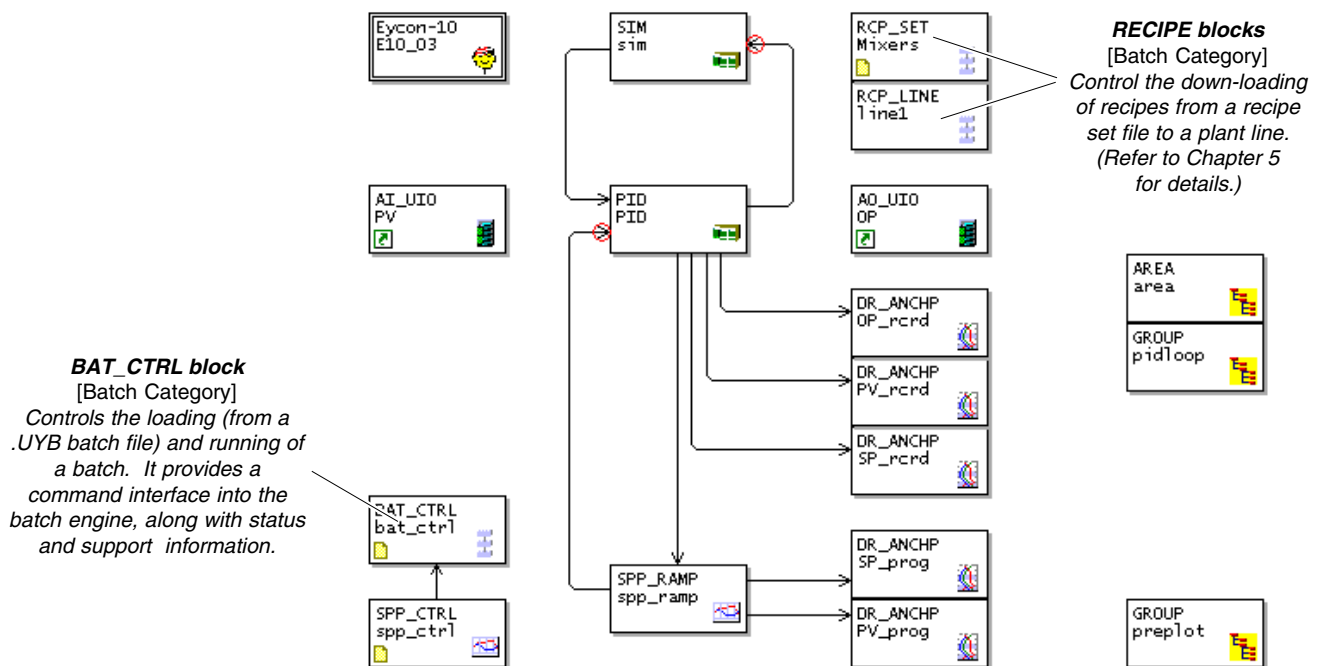 Eycon-10
E10_03
SIM
sim
RCP_SET
Mixers
RCP_LINE
line1
RECIPE blocks
[Batch Category]
Control the down-loading
of recipes from a recipe
set file to a plant line.
(Refer to Chapter 5
for details.)
AI_UIO
PV
PID
PID
AO_UIO
OP
AREA
area
GROUP
pidloop
DR_ANCHP
OP_rcrd
DR_ANCHP
PV_rcrd
DR_ANCHP
SP_rcrd
BAT_CTRL block
[Batch Category]
Controls the loading (from a
.UYB batch file) and running of
a batch. It provides a
command interface into the
batch engine, along with status
and support information.
BAT_CTRL
bat_ctrl
SPP_CTRL
spp_ctrl
SPP_RAMP
spp_ramp
DR_ANCHP
SP_prog
DR_ANCHP
PV_prog
GROUP
preplot